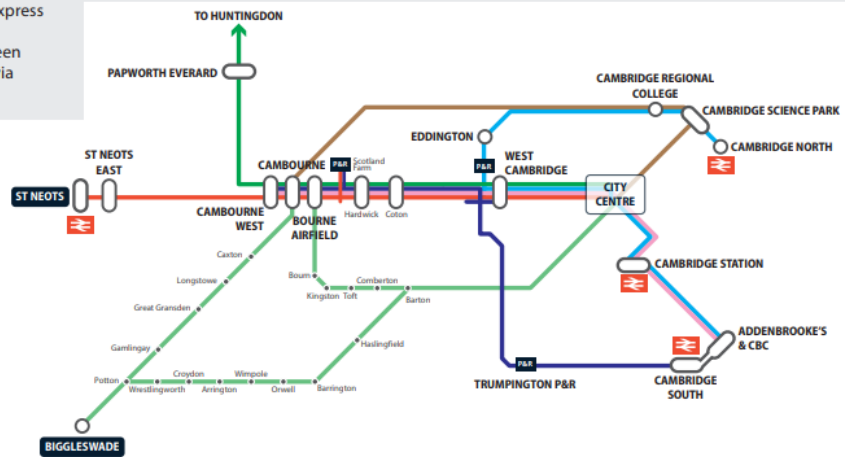 xpress
een
ia
TO HUNTINGDON
PAPWORTH EVERARD
CAMBRIDGE REGIONAL
COLLEGE
CAMBRIDGE SCIENCE PARK
EDDINGTON
CAMBRIDGE NORTH
ST NEOTS
EAST
CAMBOURNE
P&R
Scotland
Farm
P&R
WEST
CAMBRIDGE
ST NEOTS
CITY
CENTRE
CAMBOURNE
WEST
BOURNE
AIRFIELD
Hardwick
Coton
Caxton
CAMBRIDGE STATION
Longstowe
Bourn
Comberton
Kingston
Toft
Barton
Great Gransden
ADDENBROOKE'S
& CBC
Gamlingay
Haslingfield
P&R
TRUMPINGTON P&R
CAMBRIDGE
SOUTH
Potton
Croydon
Wimpole
Wrestlingworth
Arrington
Orwell
Barrington
BIGGLESWADE